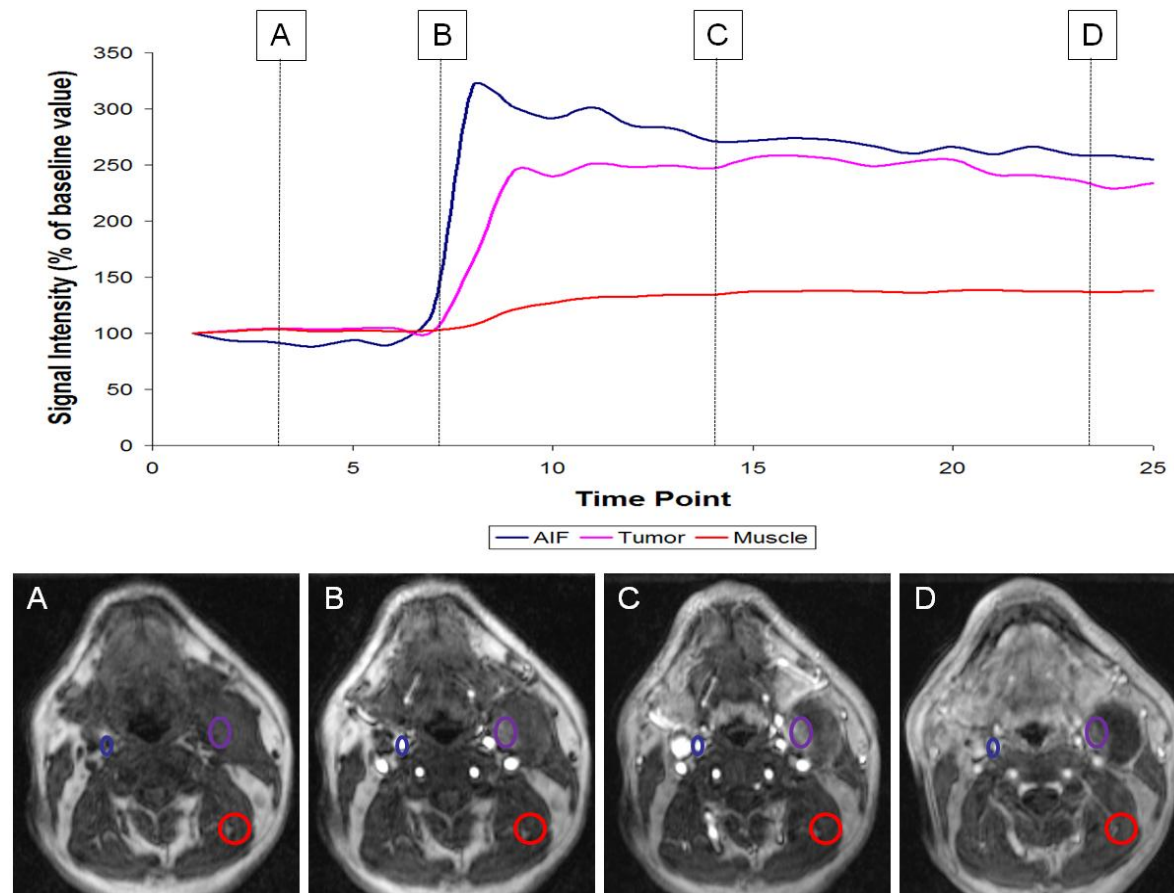 A B C D
350
300
250
200
150
100
50
0
Signal Intensity (% of baseline value)
0 5 10 15 20 25
Time Point
AIF Tumor Muscle
A B C D